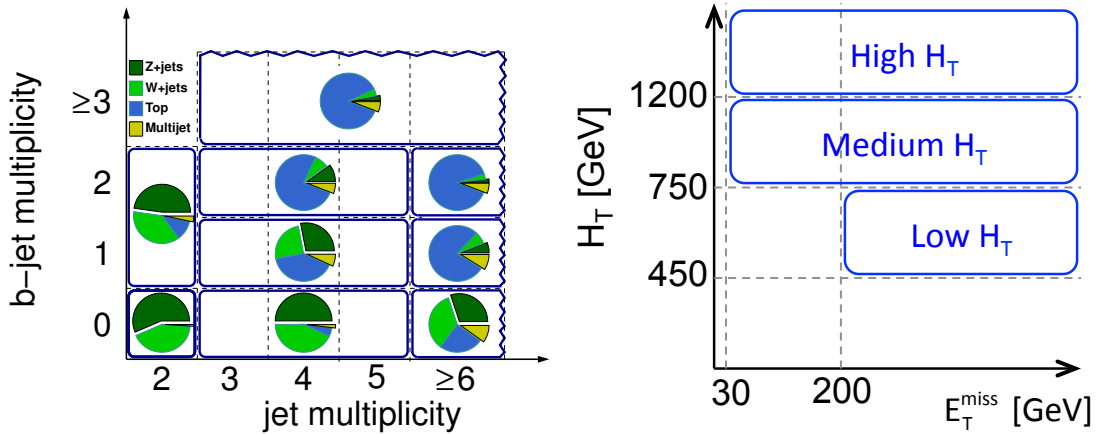 Z+jets
W+jets
Top
Multijet
b−jet multiplicity
≥3
2
1
0
2 3 4 5 ≥6
jet multiplicity
High H_T
1200
Medium H_T
750
Low H_T
450
H_T [GeV]
30 200
E_T^miss [GeV]